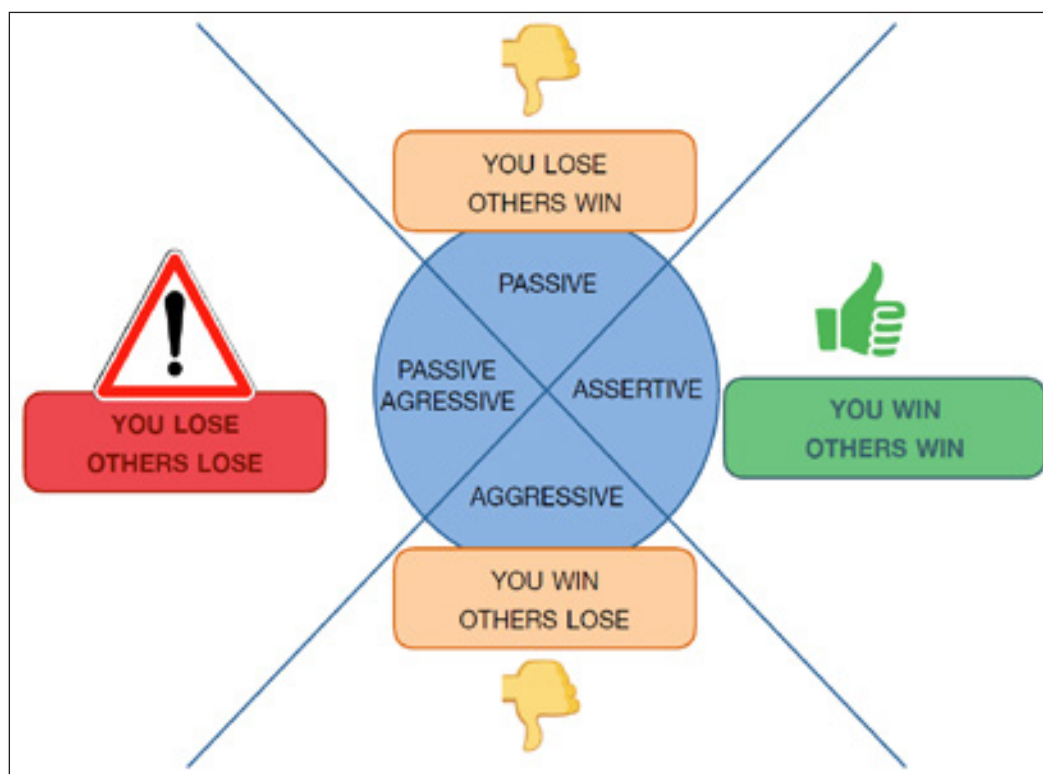 YOU LOSE
OTHERS WIN
PASSIVE
PASSIVE
AGRESSIVE
ASSERTIVE
YOU LOSE
OTHERS LOSE
YOU WIN
OTHERS WIN
AGGRESSIVE
YOU WIN
OTHERS LOSE